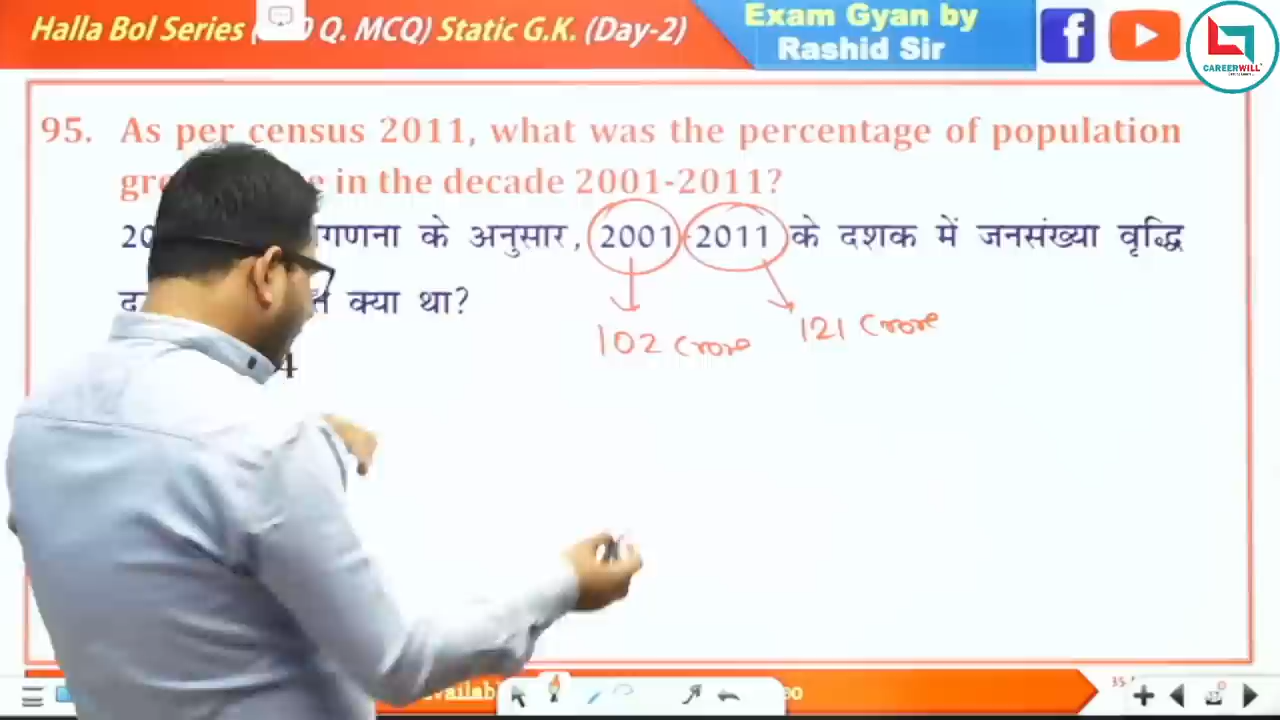 Halla Bol Series 0 Q. MCQ) Static G.K. (Day-2)
Exam Gyan by
Rashid Sir
f
CAREERWILL
95. As per census 2011, what was the percentage of population
in the decade 2001-2011?
के अनुसार, 2001-2011 के दशक में जनसंख्या वृद्धि
क्या था?
102 Crore
121 Crore